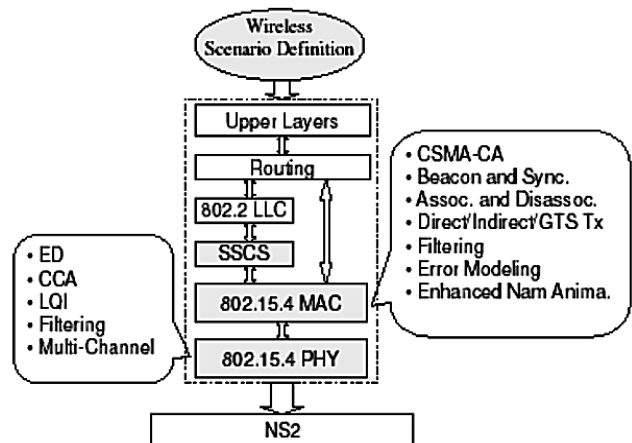 Wireless
Scenario Definition
Upper Layers
Routing
802.2 LLC
SSCS
802.15.4 MAC
802.15.4 PHY
NS2
• CSMA-CA
• Beacon and Sync.
• Assoc. and Disassoc.
• Direct/Indirect/GTS Tx
• Filtering
• Error Modeling
• Enhanced Nam Anima.
• ED
• CCA
• LQI
• Filtering
• Multi-Channel